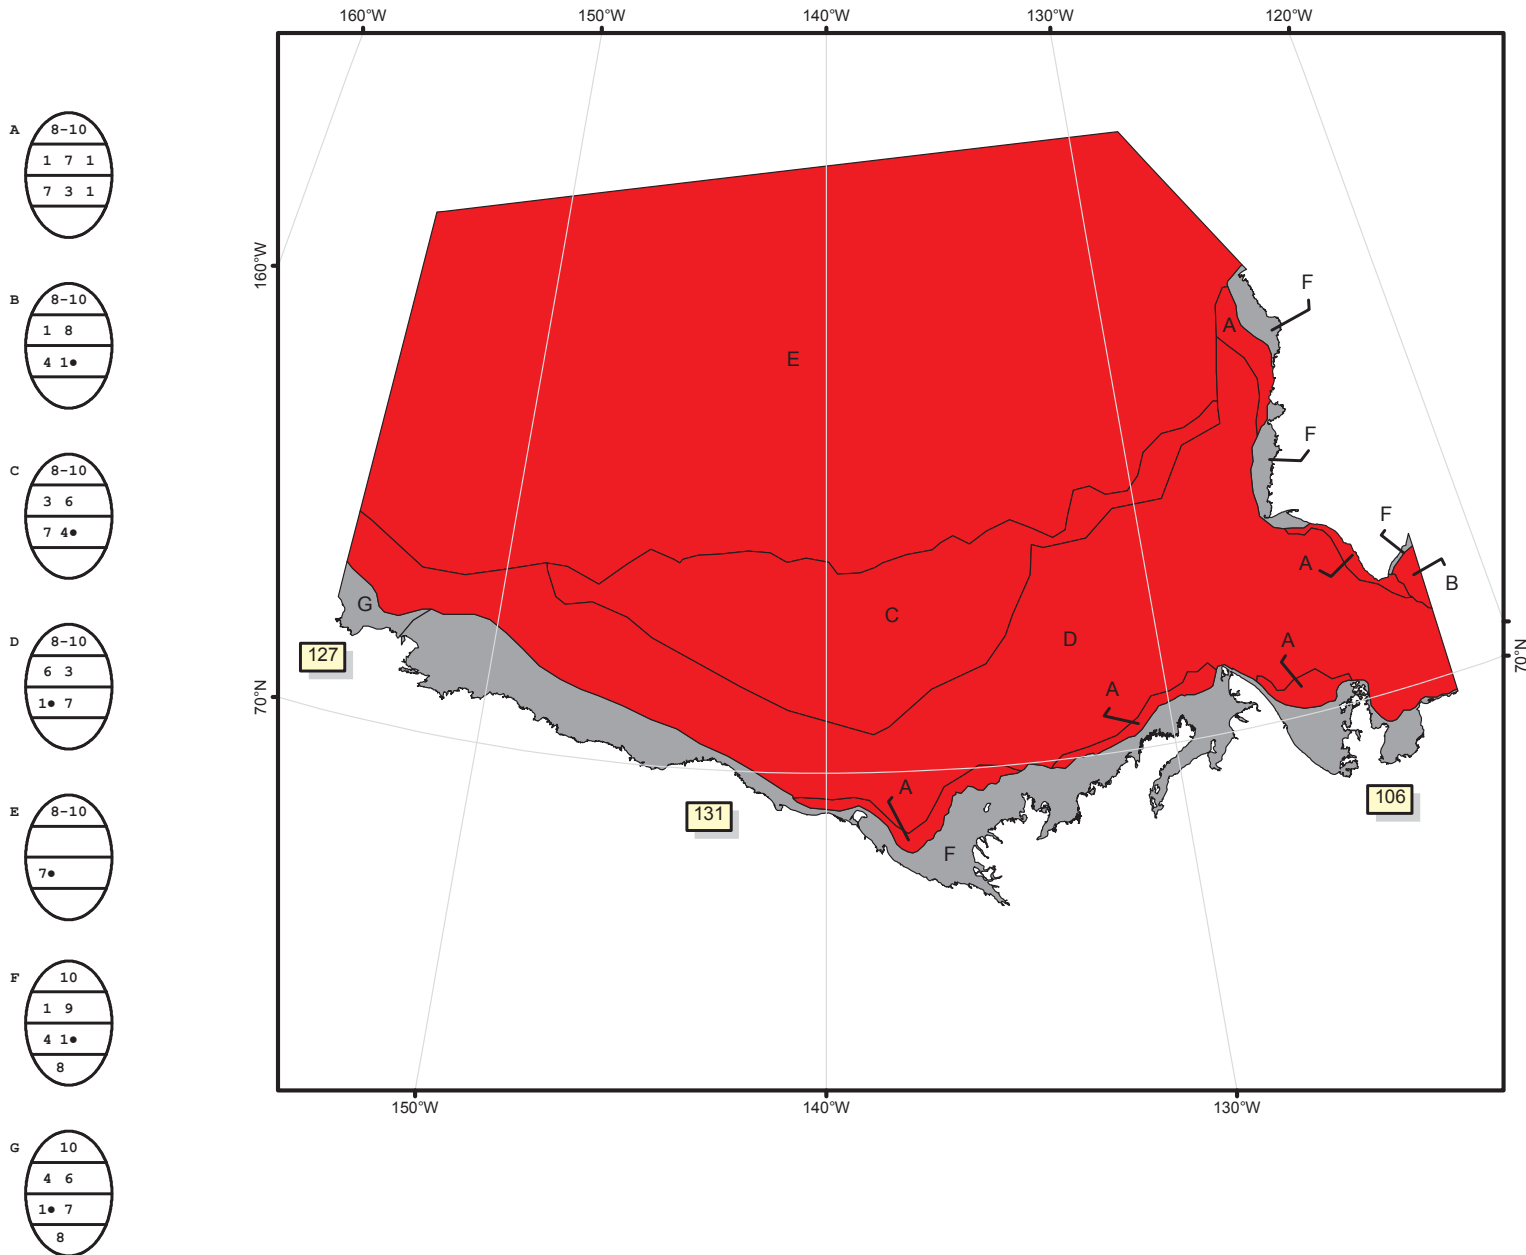 160°W 150°W 140°W 130°W 120°W
A 8-10
1 7 1
7 3 1
B 8-10
1 8
4 1●
C 8-10
3 6
7 4●
D 8-10
6 3
1● 7
E 8-10
7●
F 10
1 9
4 1●
8
G 10
4 6
1● 7
8
160°W
70°N
F
A
E
F
F
A
B
G
C
D
A
127
70°N
A
A
131
106
F
150°W 140°W 130°W